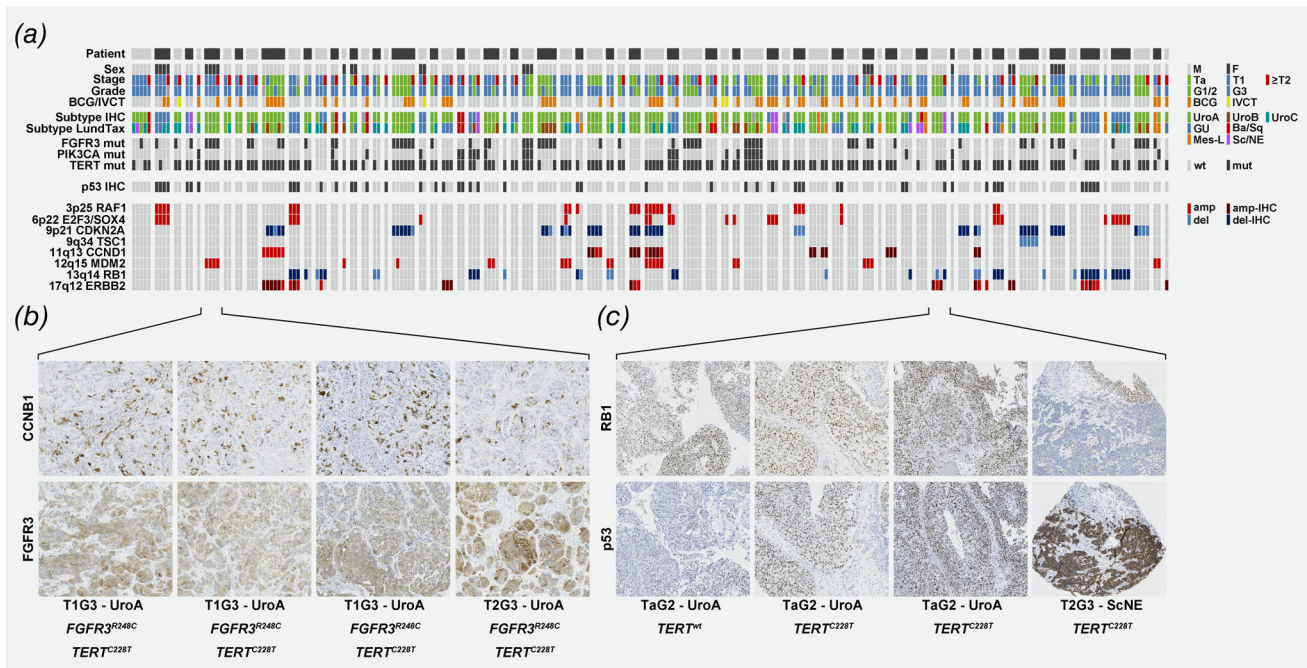 (a)
Patient
Sex
Stage
Grade
BCG/IVCT
Subtype IHC
Subtype LundTax
FGFR3 mut
PIK3CA mut
TERT mut
p53 IHC
3p25 RAF1
6p22 E2F3/SOX4
9p21 CDKN2A
9q34 TSC1
11q13 CCND1
12q15 MDM2
13q14 RB1
17q12 ERBB2
M F
Ta T1 ≥T2
G1/2 G3
BCG IVCT
UroA UroB UroC
GU Ba/Sq
Mes-L Sc/NE
wt mut
amp amp-IHC
del del-IHC
(b)
CCNB1
FGFR3
T1G3 - UroA T1G3 - UroA T1G3 - UroA T2G3 - UroA
FGFR3R248C FGFR3R248C FGFR3R248C FGFR3R248C
TERTC228T TERTC228T TERTC228T TERTC228T
(c)
RB1
p53
TaG2 - UroA TaG2 - UroA TaG2 - UroA T2G3 - ScNE
TERTwt TERTC228T TERTC228T TERTC228T